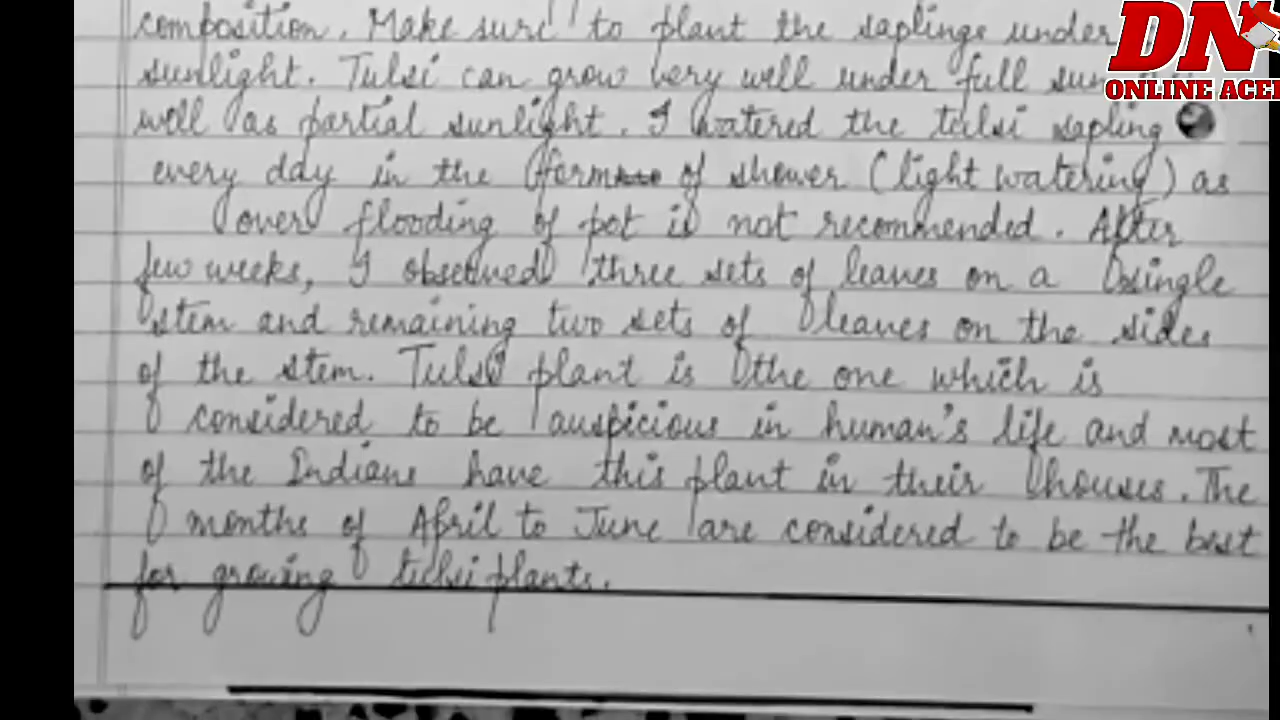 composition. Make sure to plant the saplings under
sunlight. Tulsi can grow very well under full sun
well as partial sunlight. I watered the tulsi sapling
every day in the form of shower (light watering) as
over flooding of pot is not recommended. After
few weeks, I observed three sets of leaves on a single
stem and remaining two sets of leaves on the sides
of the stem. Tulsi plant is the one which is
considered to be auspicious in human's life and most
of the Indians have this plant in their houses. The
months of April to June are considered to be the best
for growing tulsi plants.
DN
ONLINE ACE